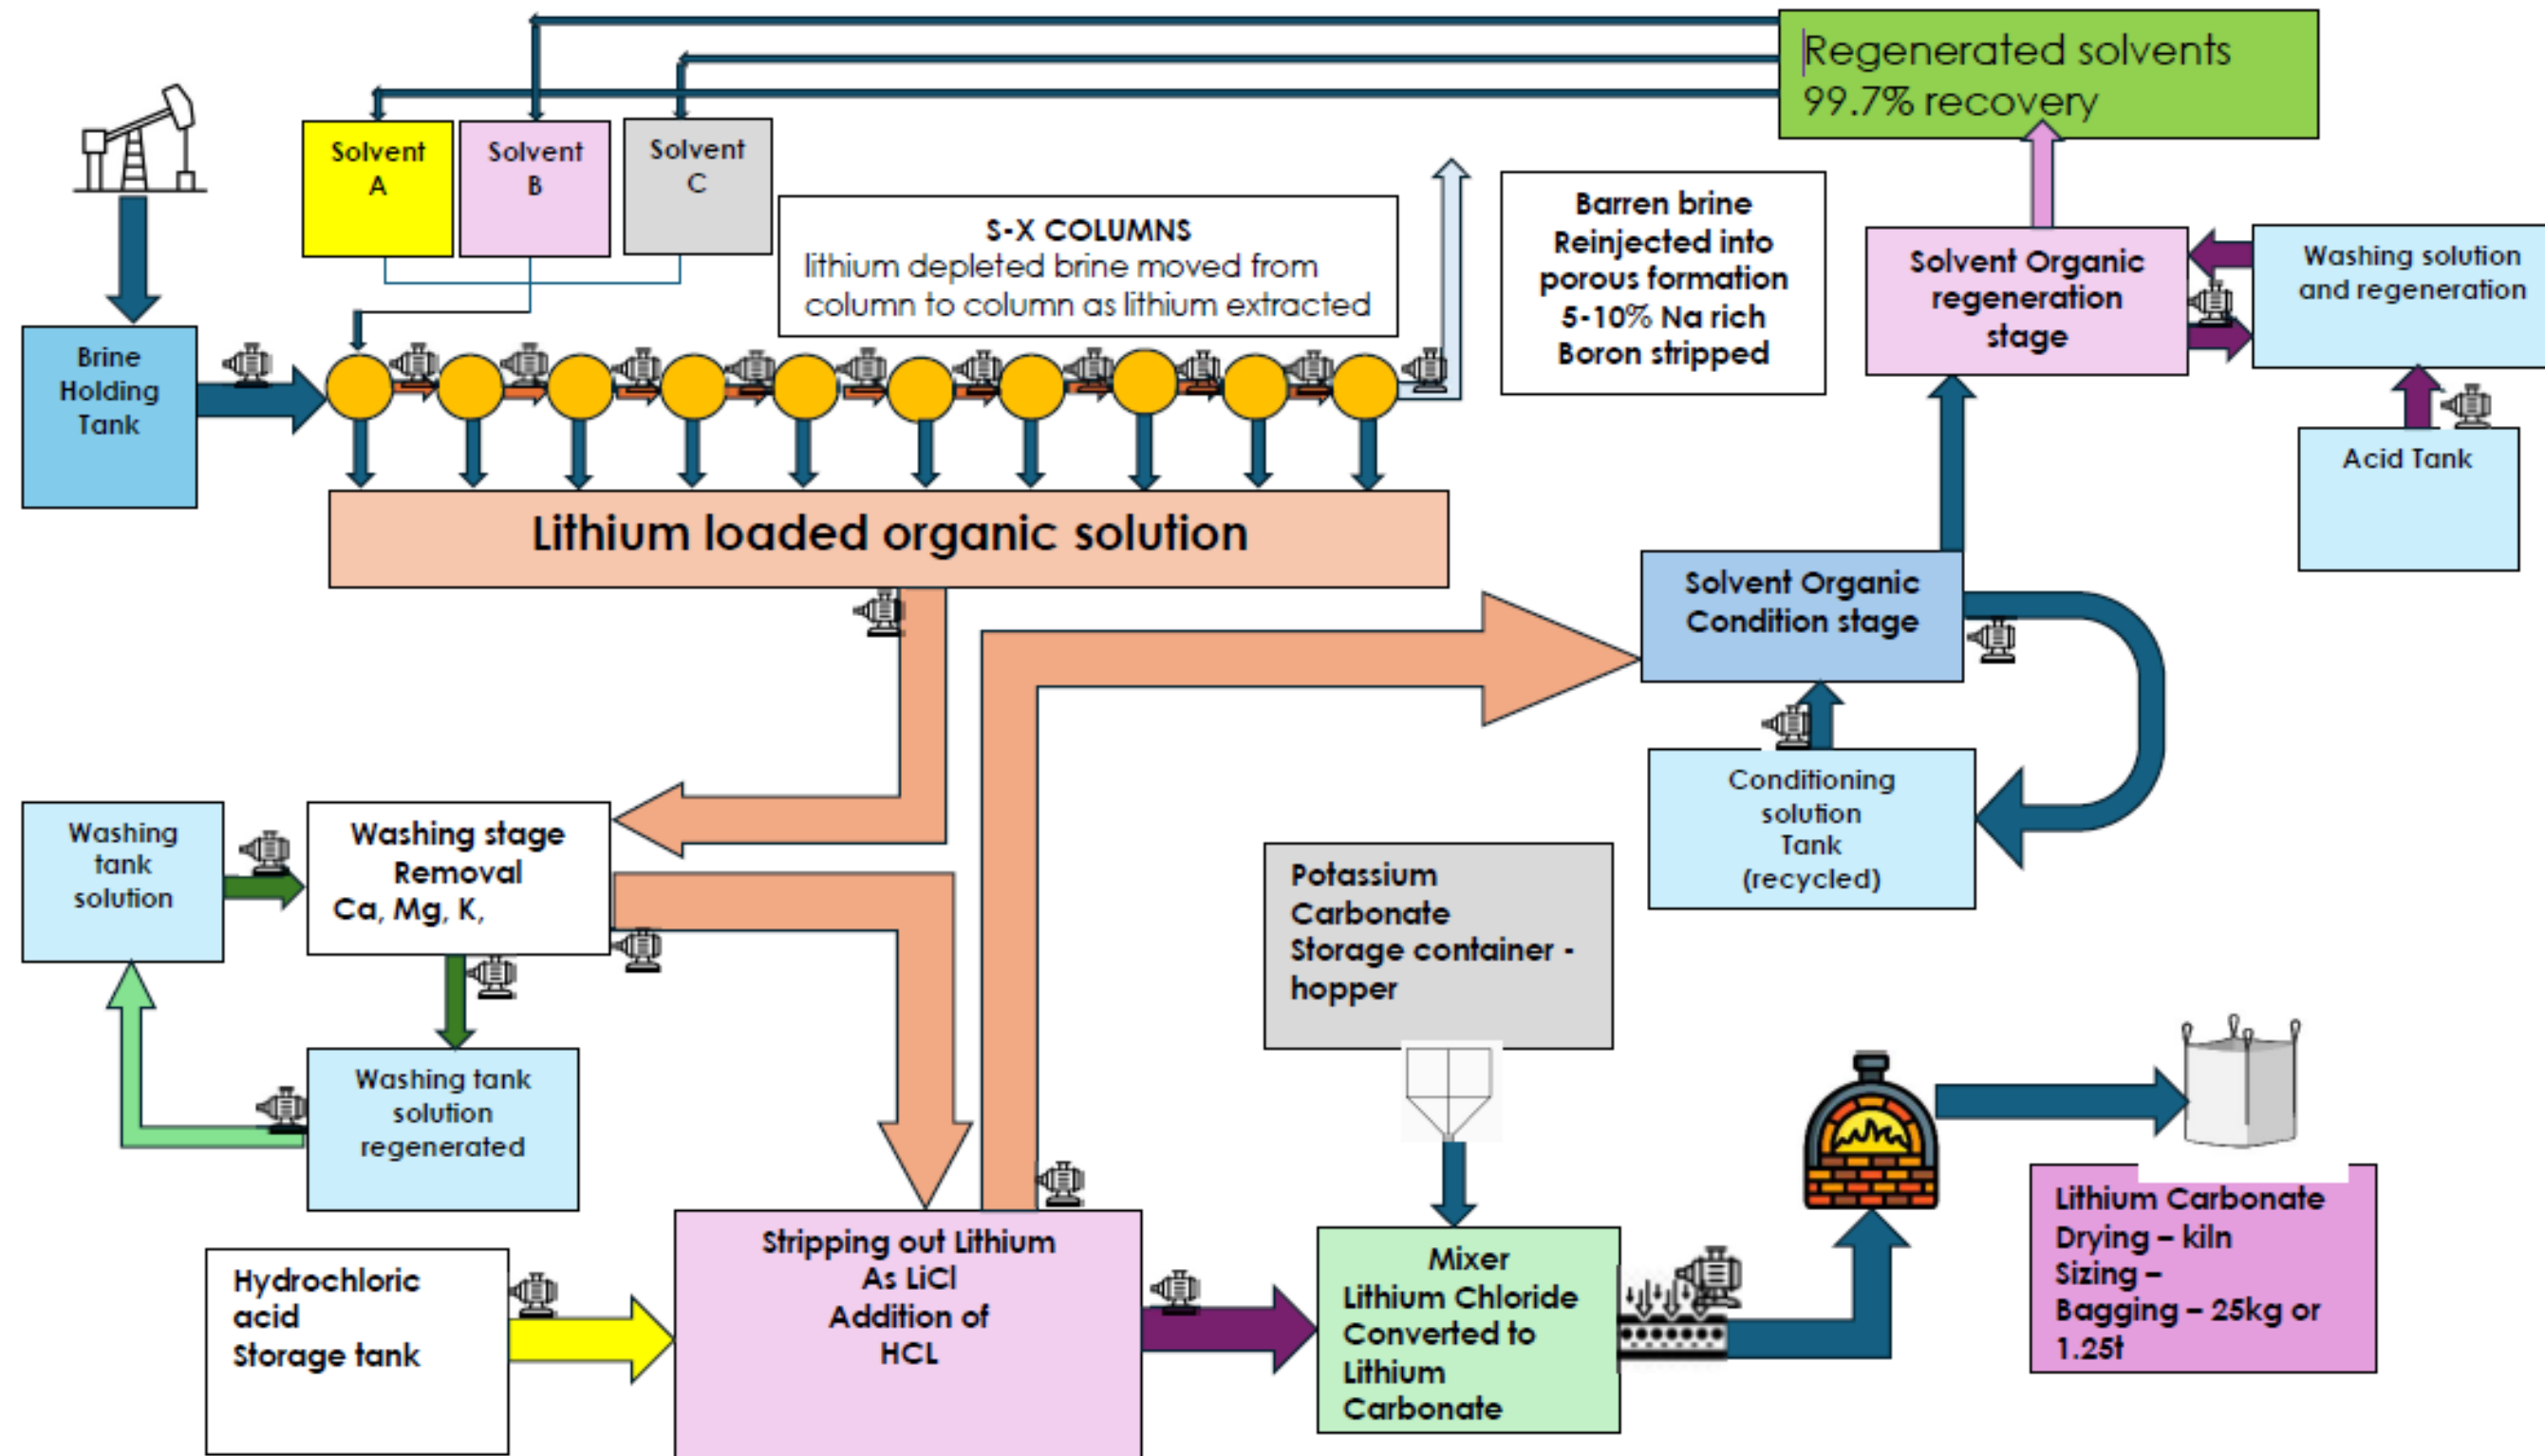 Regenerated solvents
99.7% recovery
Solvent
A
Solvent
B
Solvent
C
S-X COLUMNS
lithium depleted brine moved from
column to column as lithium extracted
Barren brine
Reinjected into
porous formation
5-10% Na rich
Boron stripped
Solvent Organic
regeneration
stage
Washing solution
and regeneration
Brine
Holding
Tank
Acid Tank
Lithium loaded organic solution
Solvent Organic
Condition stage
Conditioning
solution
Tank
(recycled)
Washing
tank
solution
Washing stage
Removal
Ca, Mg, K,
Potassium
Carbonate
Storage container -
hopper
Washing tank
solution
regenerated
Hydrochloric
acid
Storage tank
Stripping out Lithium
As LiCl
Addition of
HCL
Mixer
Lithium Chloride
Converted to
Lithium
Carbonate
Lithium Carbonate
Drying – kiln
Sizing –
Bagging – 25kg or
1.25t